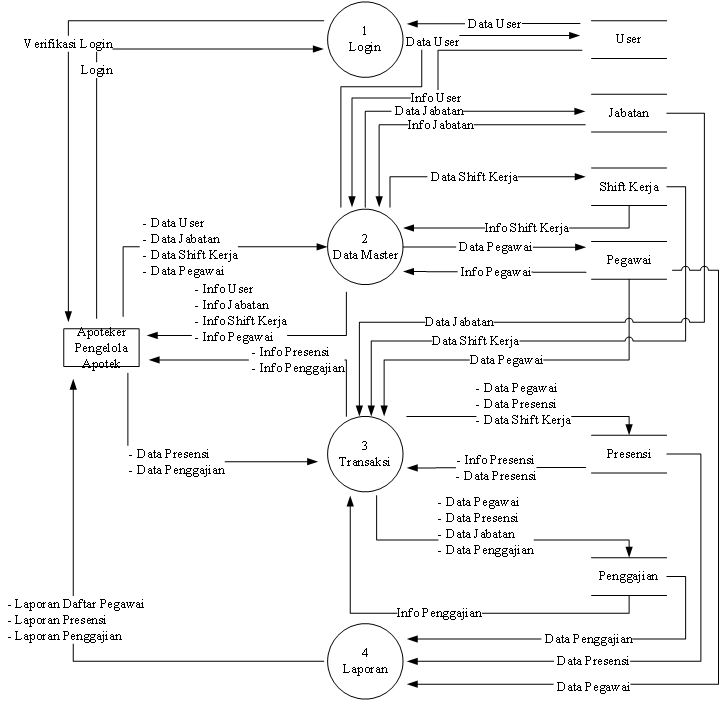 1
Login
Data User
User
Verifikasi Login
Data User
Login
Info User
Data Jabatan
Jabatan
Info Jabatan
Data Shift Kerja
Shift Kerja
- Data User
- Data Jabatan
- Data Shift Kerja
- Data Pegawai
Info Shift Kerja
2
Data Master
Data Pegawai
Pegawai
Info Pegawai
- Info User
- Info Jabatan
- Info Shift Kerja
- Info Pegawai
Data Jabatan
Apoteker
Pengelola
Apotek
Data Shift Kerja
- Info Presensi
- Info Penggajian
Data Pegawai
- Data Pegawai
- Data Presensi
- Data Shift Kerja
3
Transaksi
- Data Presensi
- Data Penggajian
Presensi
- Info Presensi
- Data Presensi
- Data Pegawai
- Data Presensi
- Data Jabatan
- Data Penggajian
Penggajian
Info Penggajian
- Laporan Daftar Pegawai
- Laporan Presensi
- Laporan Penggajian
4
Laporan
Data Penggajian
Data Presensi
Data Pegawai